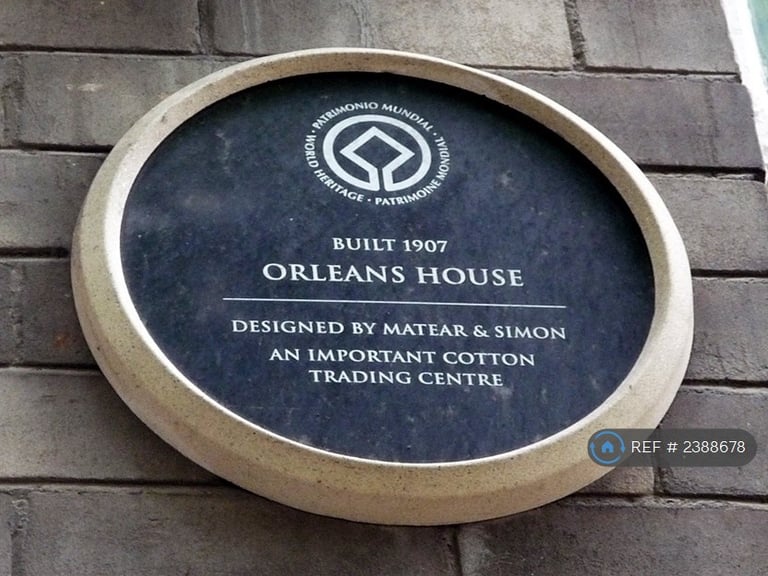 PATRIMONIO MUNDIAL • WORLD HERITAGE • PATRIMOINE MONDIAL •
BUILT 1907
ORLEANS HOUSE
DESIGNED BY MATEAR & SIMON
AN IMPORTANT COTTON
TRADING CENTRE
REF # 2388678